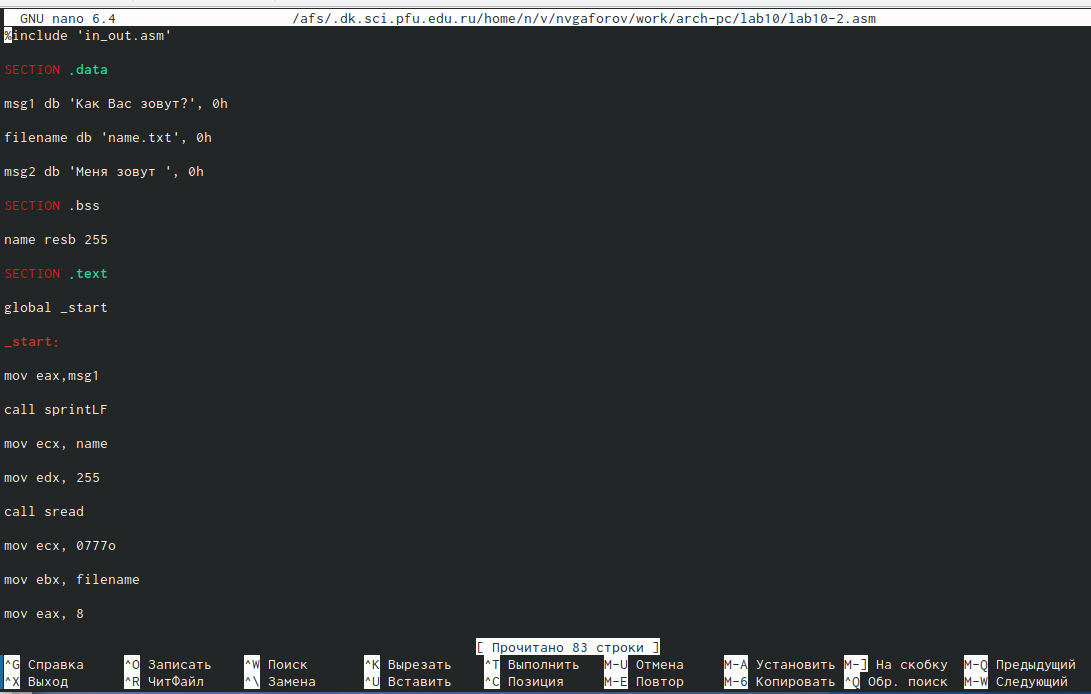 GNU nano 6.4 /afs/.dk.sci.pfu.edu.ru/home/n/v/nvgaforov/work/arch-pc/lab10/lab10-2.asm
%include 'in_out.asm'
SECTION .data
msg1 db 'Как Вас зовут?', 0h
filename db 'name.txt', 0h
msg2 db 'Меня зовут ', 0h
SECTION .bss
name resb 255
SECTION .text
global _start
_start:
mov eax,msg1
call sprintLF
mov ecx, name
mov edx, 255
call sread
mov ecx, 0777o
mov ebx, filename
mov eax, 8
[ Прочитано 83 строки ]
^G Справка ^O Записать ^W Поиск ^K Вырезать ^T Выполнить M-U Отмена M-A Установить M-] На скобку M-Q Предыдущий
^X Выход ^R ЧитФайл ^\ Замена ^U Вставить ^C Позиция M-E Повтор M-6 Копировать ^Q Обр. поиск M-W Следующий